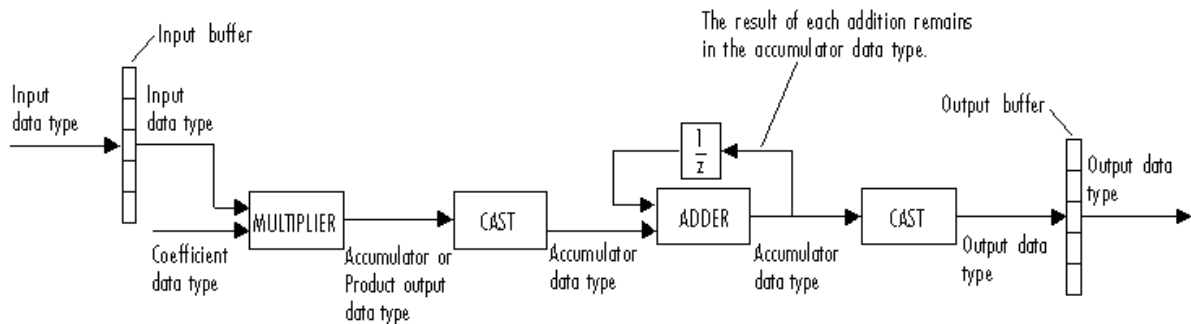 The result of each addition remains
in the accumulator data type.
Input buffer
Input
data type
Input
data type
Output buffer
1
z
Output data
type
MULTIPLIER
CAST
ADDER
CAST
Coefficient
data type
Accumulator or
Product output
data type
Accumulator
data type
Accumulator
data type
Output data
type